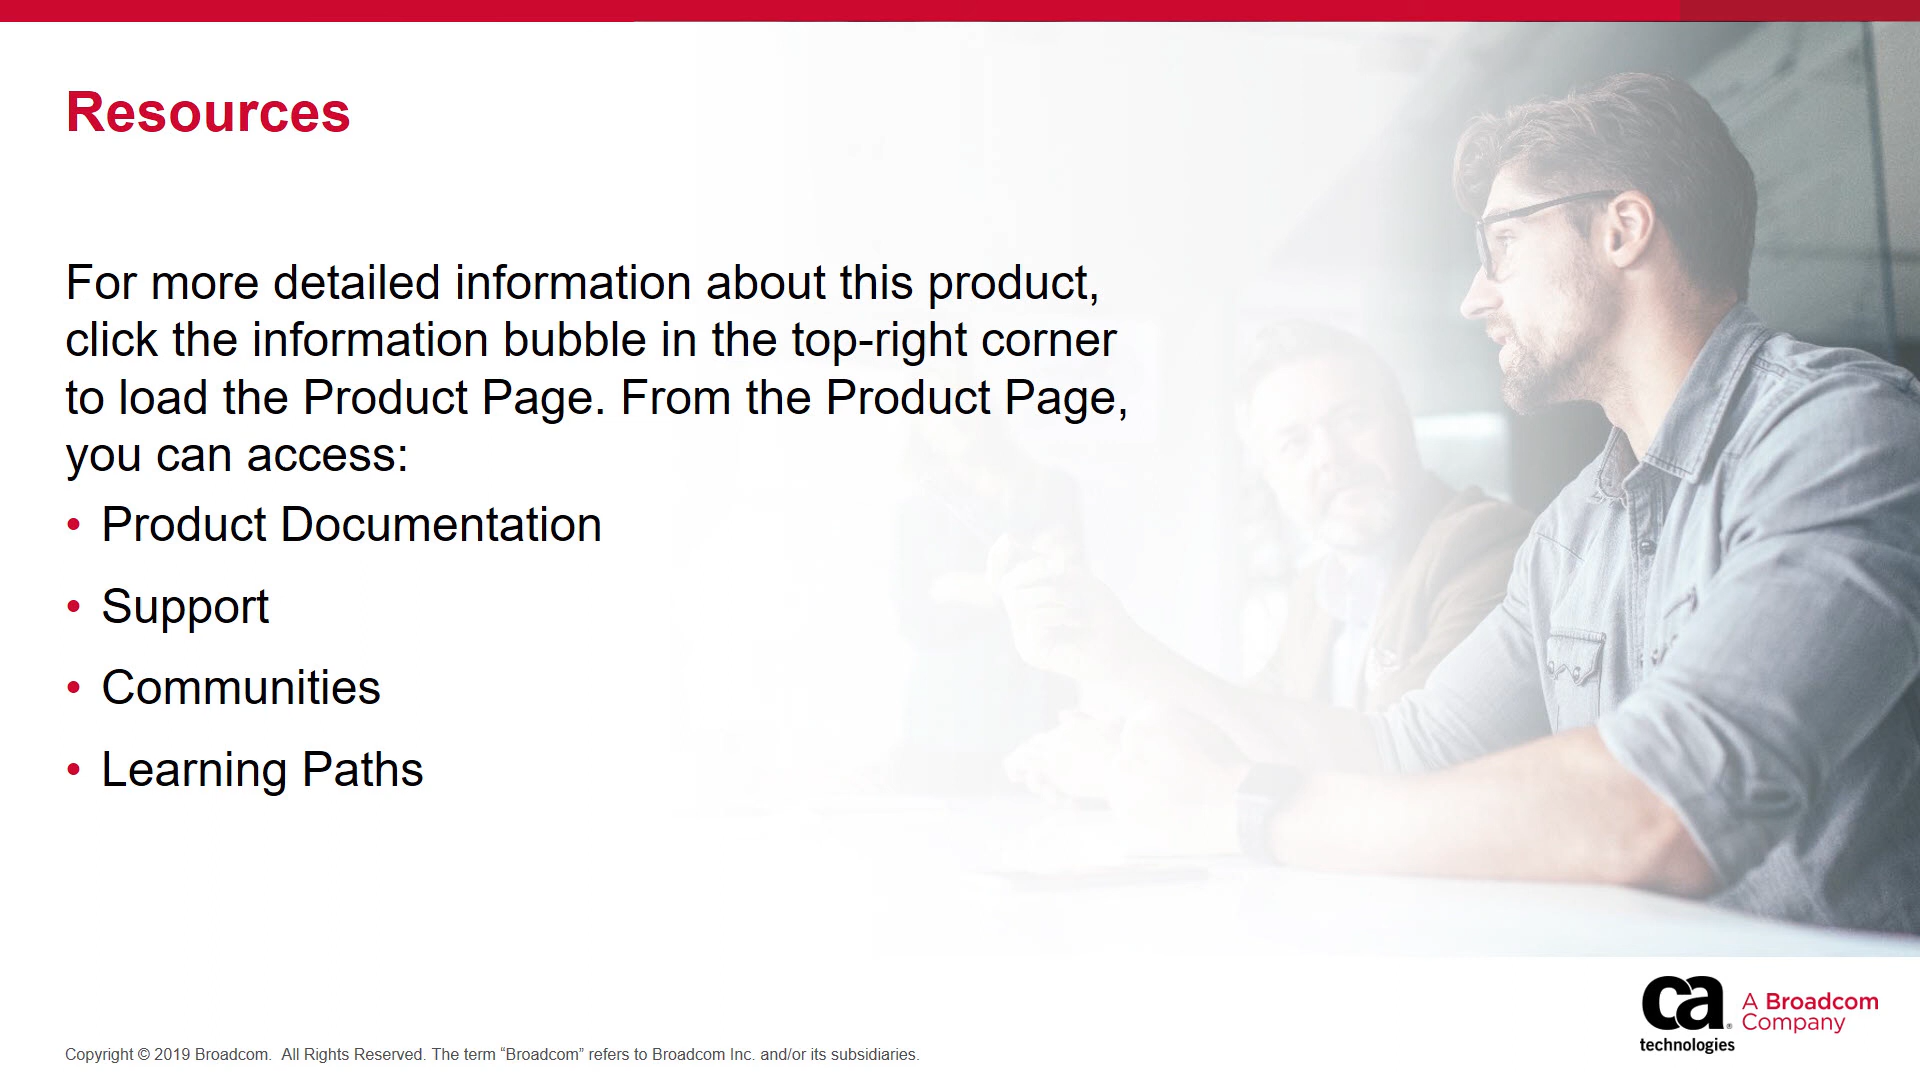 Resources
For more detailed information about this product,
click the information bubble in the top-right corner
to load the Product Page. From the Product Page,
you can access:
• Product Documentation
• Support
• Communities
• Learning Paths
ca
technologies
A Broadcom
Company
Copyright © 2019 Broadcom.  All Rights Reserved. The term “Broadcom” refers to Broadcom Inc. and/or its subsidiaries.